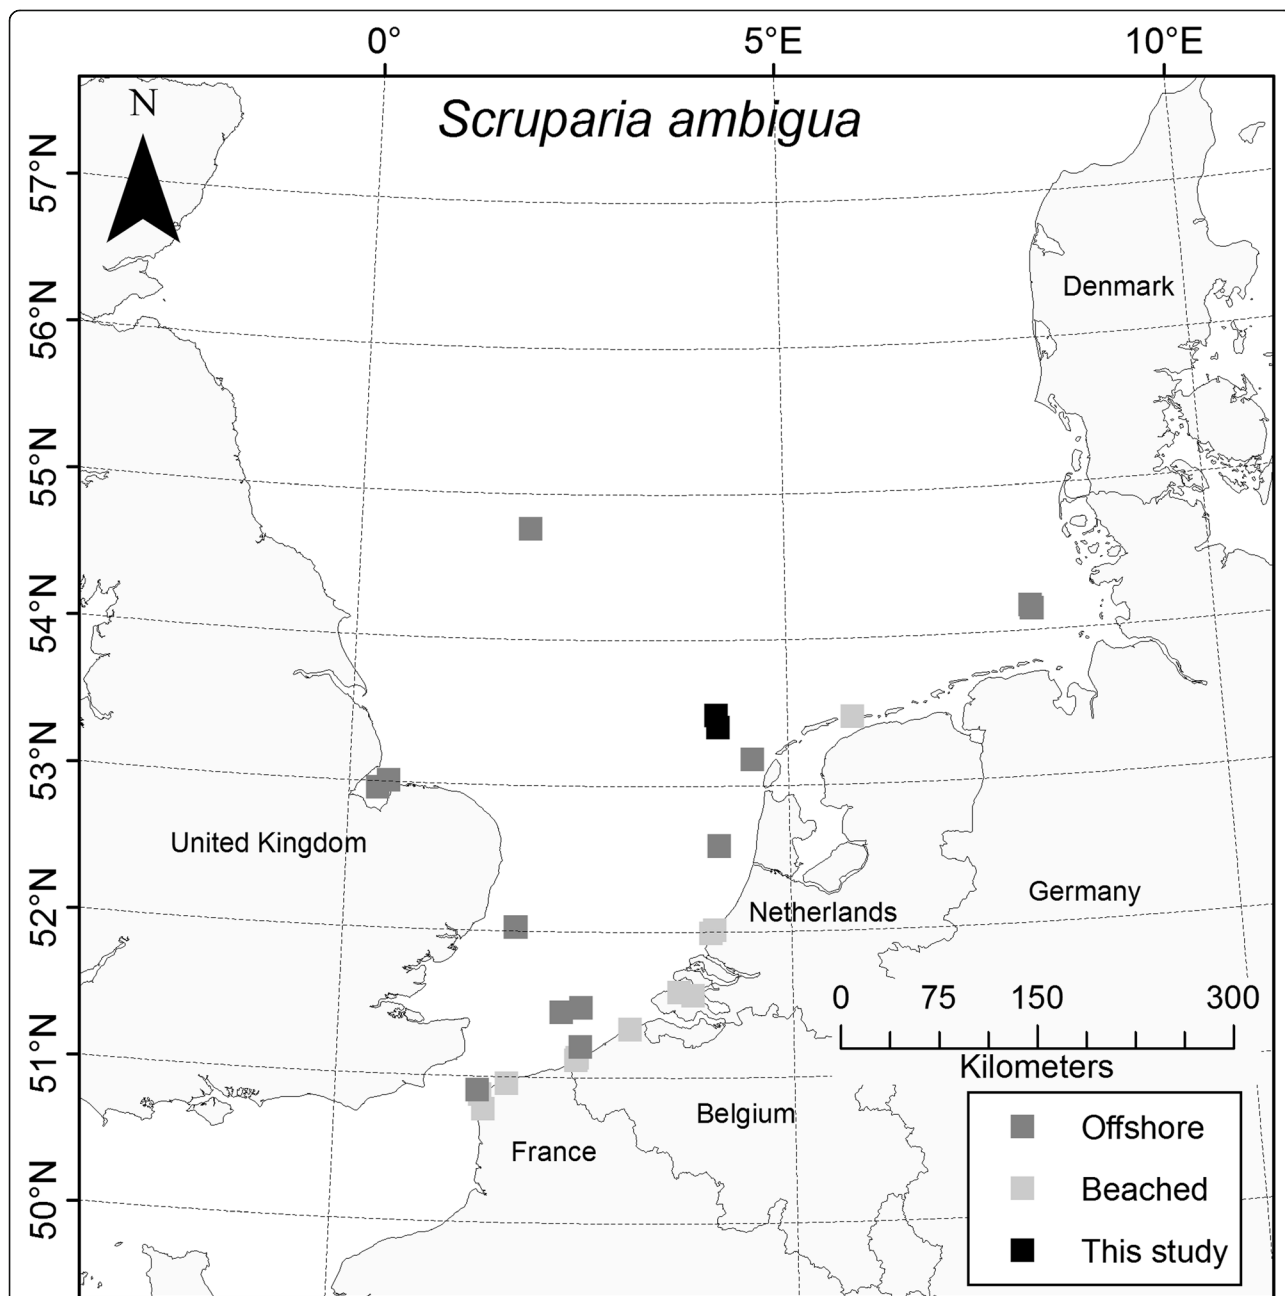 0° 5°E 10°E
N
Scruparia ambigua
57°N
Denmark
56°N
55°N
54°N
53°N
United Kingdom
Germany
52°N
Netherlands
0 75 150 300
51°N
Kilometers
Belgium
Offshore
France
Beached
50°N
This study